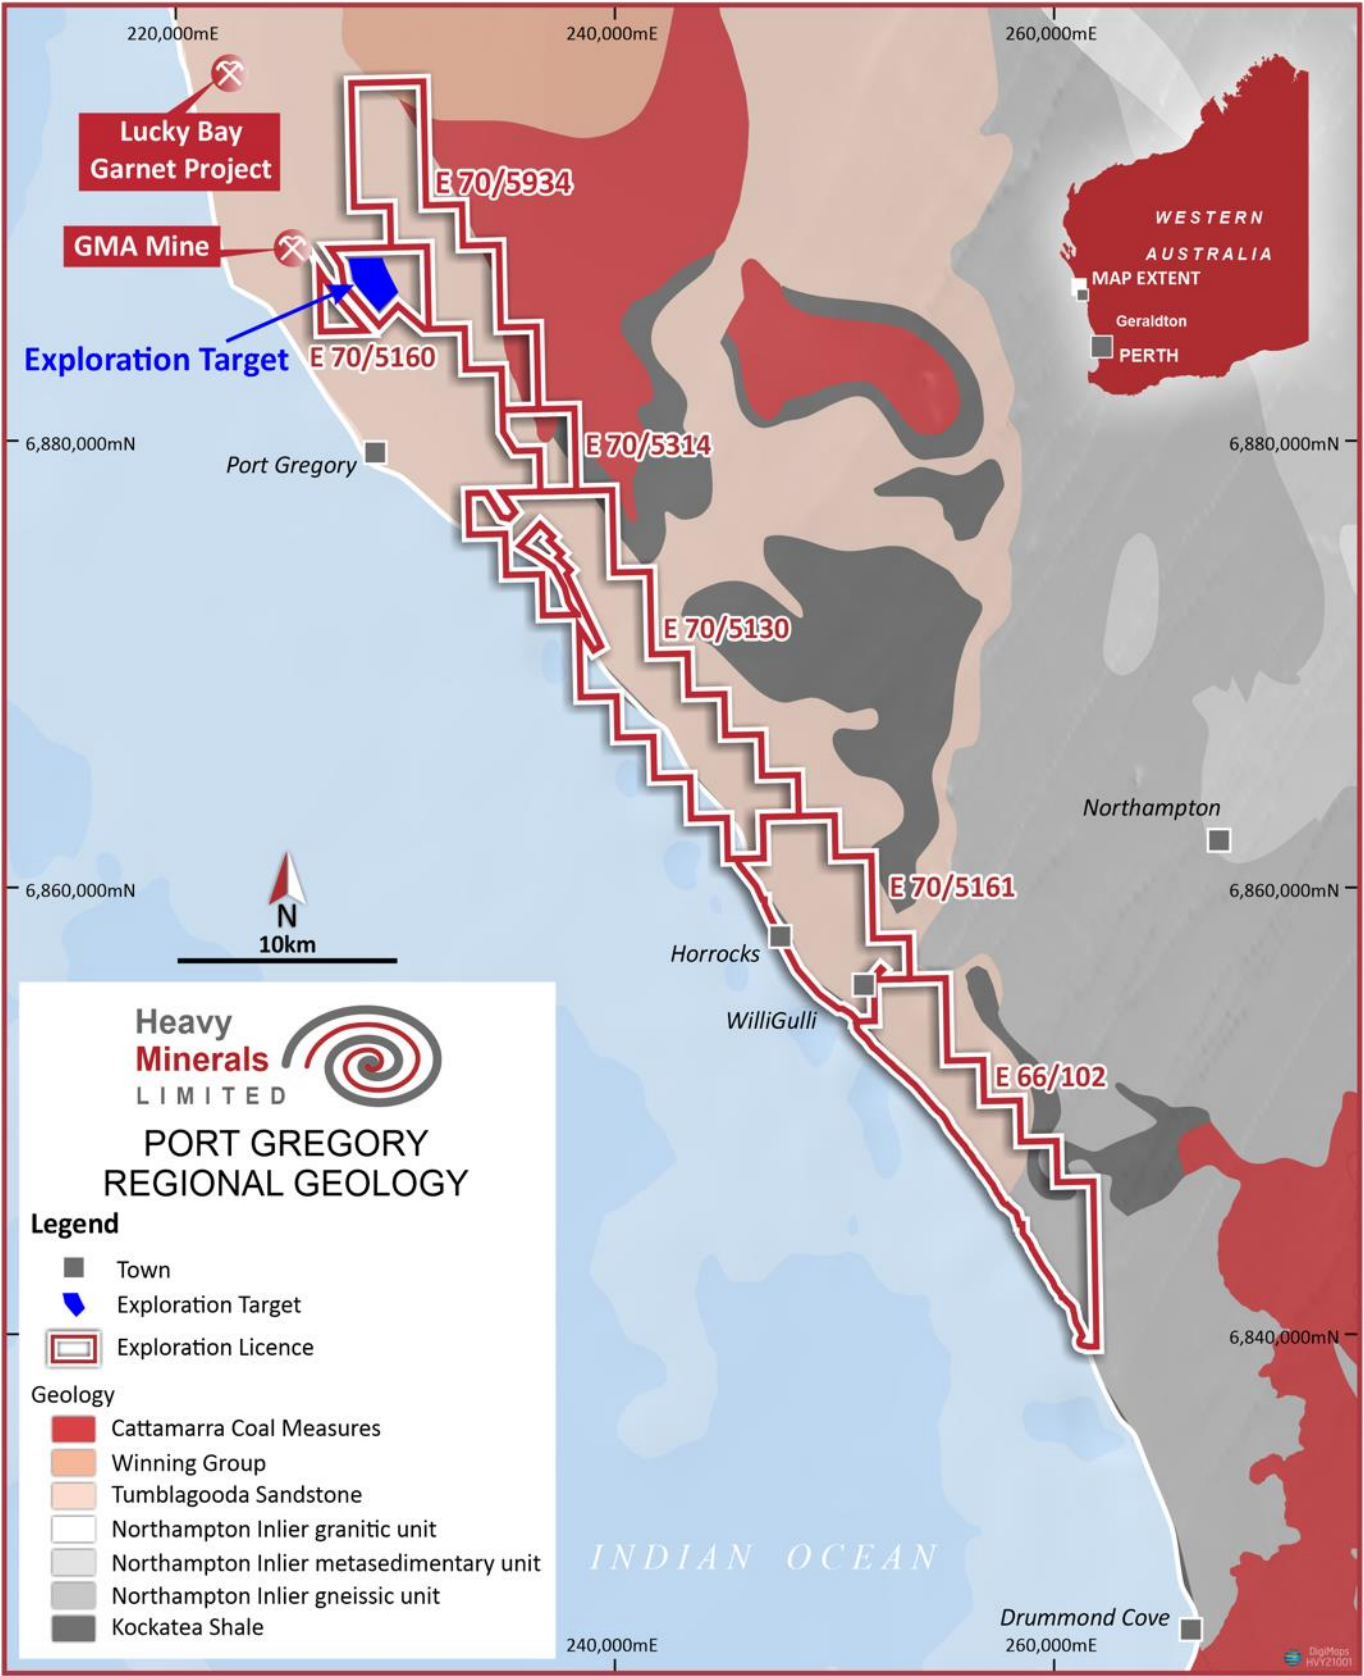 220,000mE
240,000mE
260,000mE
Lucky Bay
Garnet Project
E 70/5934
WESTERN
AUSTRALIA
GMA Mine
MAP EXTENT
Geraldton
PERTH
Exploration Target
E 70/5160
6,880,000mN
6,880,000mN
E 70/5314
Port Gregory
E 70/5130
Northampton
6,860,000mN
6,860,000mN
E 70/5161
N
10km
Horrocks
WilliGulli
E 66/102
Heavy
Minerals
LIMITED
PORT GREGORY
REGIONAL GEOLOGY
Legend
Town
Exploration Target
Exploration Licence
6,840,000mN
Geology
Cattamarra Coal Measures
Winning Group
Tumblagooda Sandstone
Northampton Inlier granitic unit
Northampton Inlier metasedimentary unit
Northampton Inlier gneissic unit
Kockatea Shale
INDIAN OCEAN
Drummond Cove
240,000mE
260,000mE
DigiMaps
HVY21001